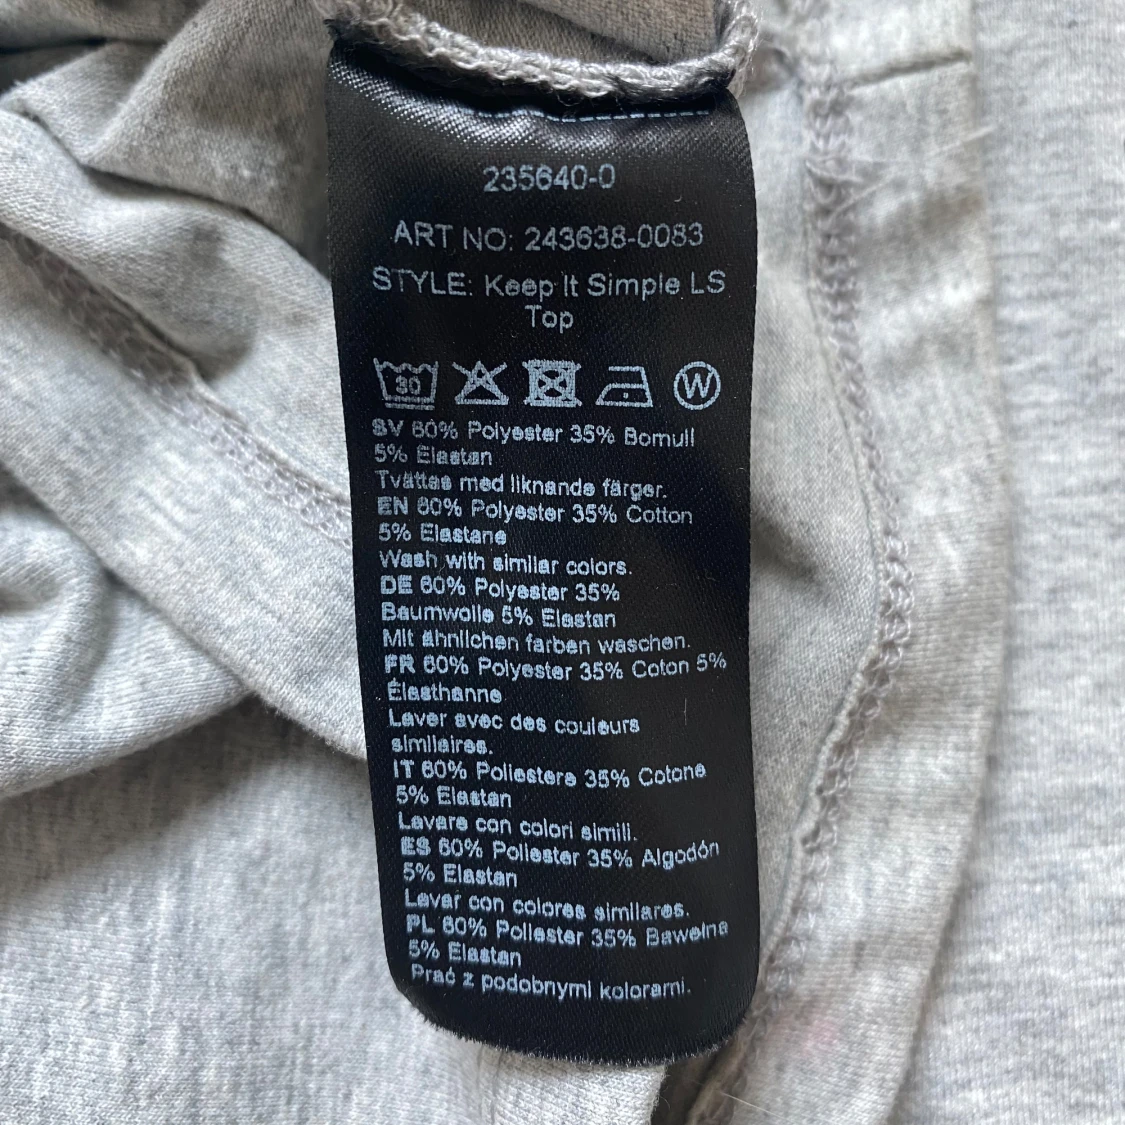 235640-0
ART NO: 243638-0083
STYLE: Keep It Simple LS
Top
30 W
SV 60% Polyester 35% Bomull
5% Elastan
Tvättas med liknande färger.
EN 60% Polyester 35% Cotton
5% Elastane
Wash with similar colors.
DE 60% Polyester 35%
Baumwolle 5% Elastan
Mit ähnlichen farben waschen.
FR 60% Polyester 35% Coton 5%
Élasthanne
Laver avec des couleurs
similaires.
IT 60% Poliestere 35% Cotone
5% Elastan
Lavare con colori simili.
ES 60% Poliester 35% Algodón
5% Elastan
Lavar con colores similares.
PL 60% Poliester 35% Bawełna
5% Elastan
Prać z podobnymi kolorami.